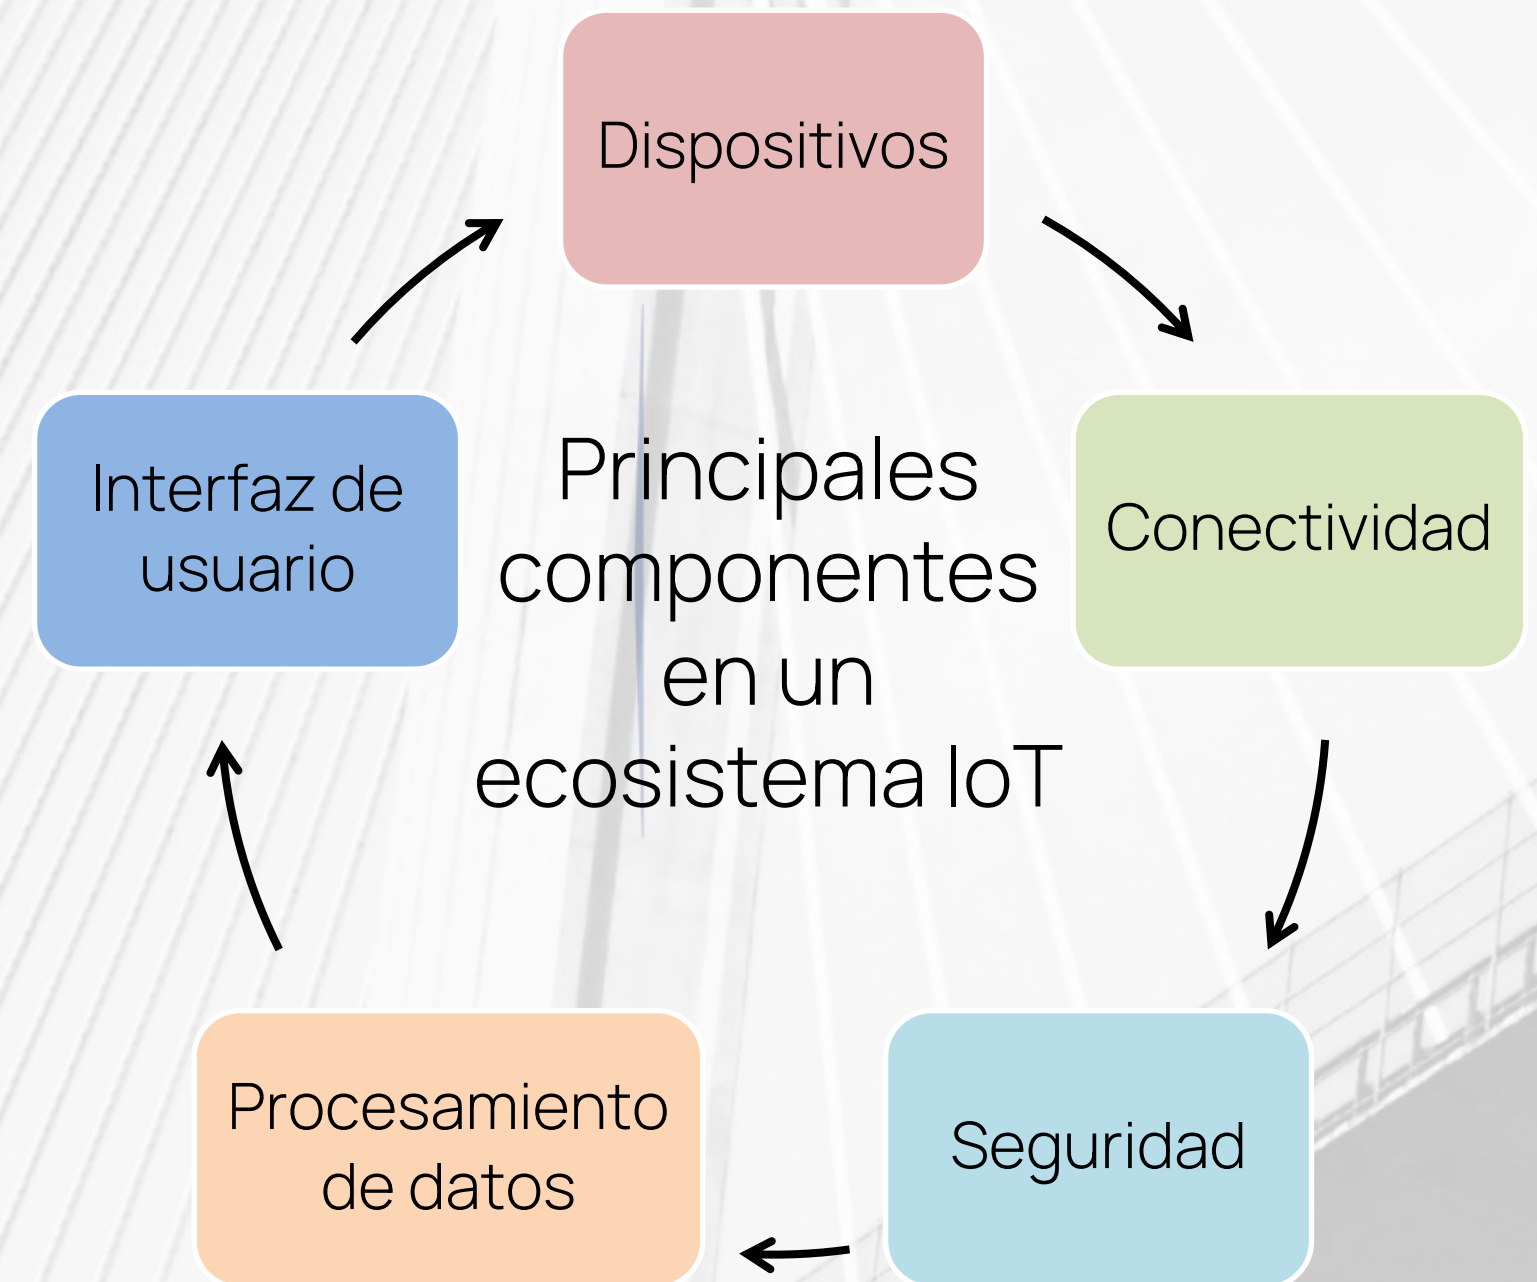 Dispositivos
Interfaz de
usuario
Principales
componentes
en un
ecosistema IoT
Conectividad
Procesamiento
de datos
Seguridad